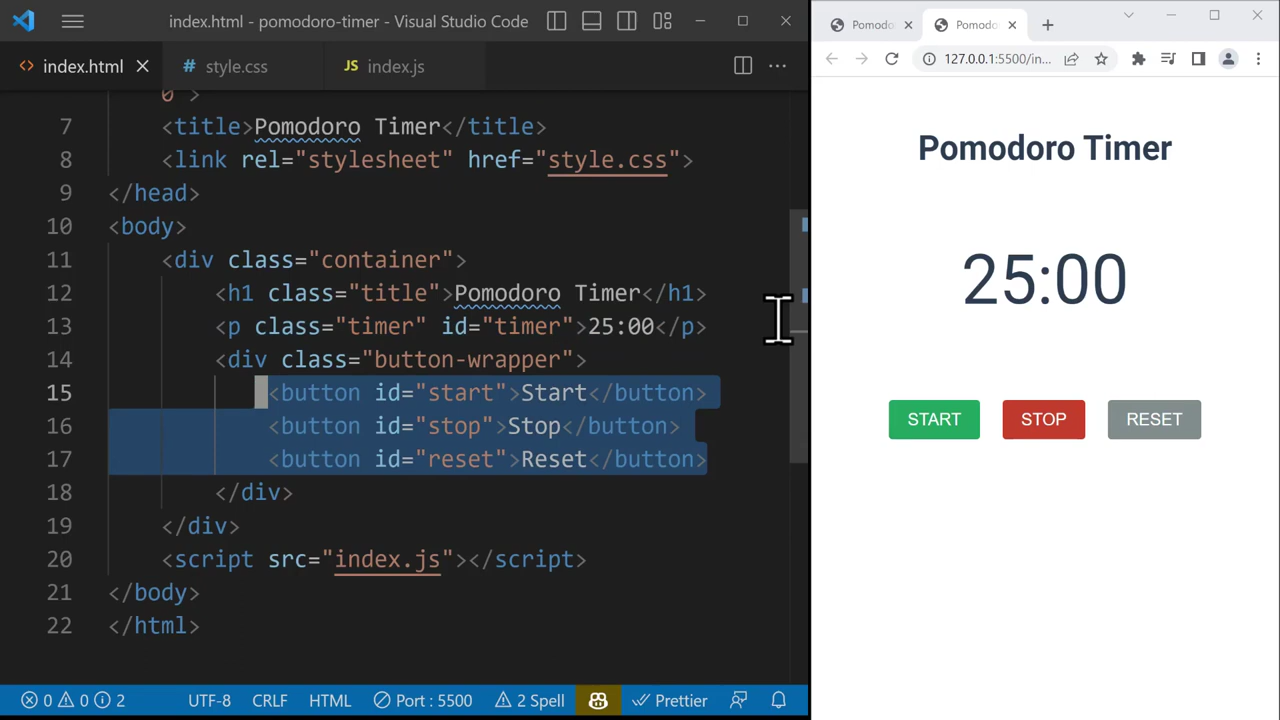 index.html - pomodoro-timer - Visual Studio Code
index.html
# style.css
JS index.js
0">
7 <title>Pomodoro Timer</title>
8 <link rel="stylesheet" href="style.css">
9 </head>
10 <body>
11 <div class="container">
12 <h1 class="title">Pomodoro Timer</h1>
13 <p class="timer" id="timer">25:00</p>
14 <div class="button-wrapper">
15 <button id="start">Start</button>
16 <button id="stop">Stop</button>
17 <button id="reset">Reset</button>
18 </div>
19 </div>
20 <script src="index.js"></script>
21 </body>
22 </html>
0 0 2 UTF-8 CRLF HTML Port : 5500 2 Spell Prettier
Pomodo
Pomodo
127.0.0.1:5500/in...
Pomodoro Timer
25:00
START STOP RESET